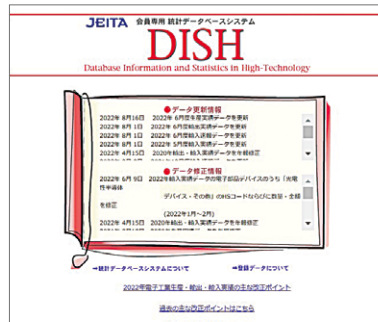 JEITA 会員専用 統計データベースシステム
DISH
Database Information and Statistics in High-Technology
●データ更新情報
2022年 8月16日 2022年 6月度生産実績データを更新
2022年 8月 1日 2022年 6月度輸出実績データを更新
2022年 8月 1日 2022年 6月度輸入速報データを更新
2022年 8月 1日 2022年 5月度輸入実績データを更新
2022年 4月15日 2020年輸出・輸入実績データを年報修正
●データ修正情報
2022年 6月 9日 2022年輸入実績データの電子部品デバイスのうち「光電
性半導体
デバイス・その他」のHSコードならびに数量・金額
を修正
(2022年1月～2月)
2022年 4月15日 2020年輸出・輸入実績データを年報修正
⇒統計データベースシステムについて ⇒登録データについて
2022年電子工業生産・輸出・輸入実績の主な改正ポイント
過去の主な改正ポイントはこちら